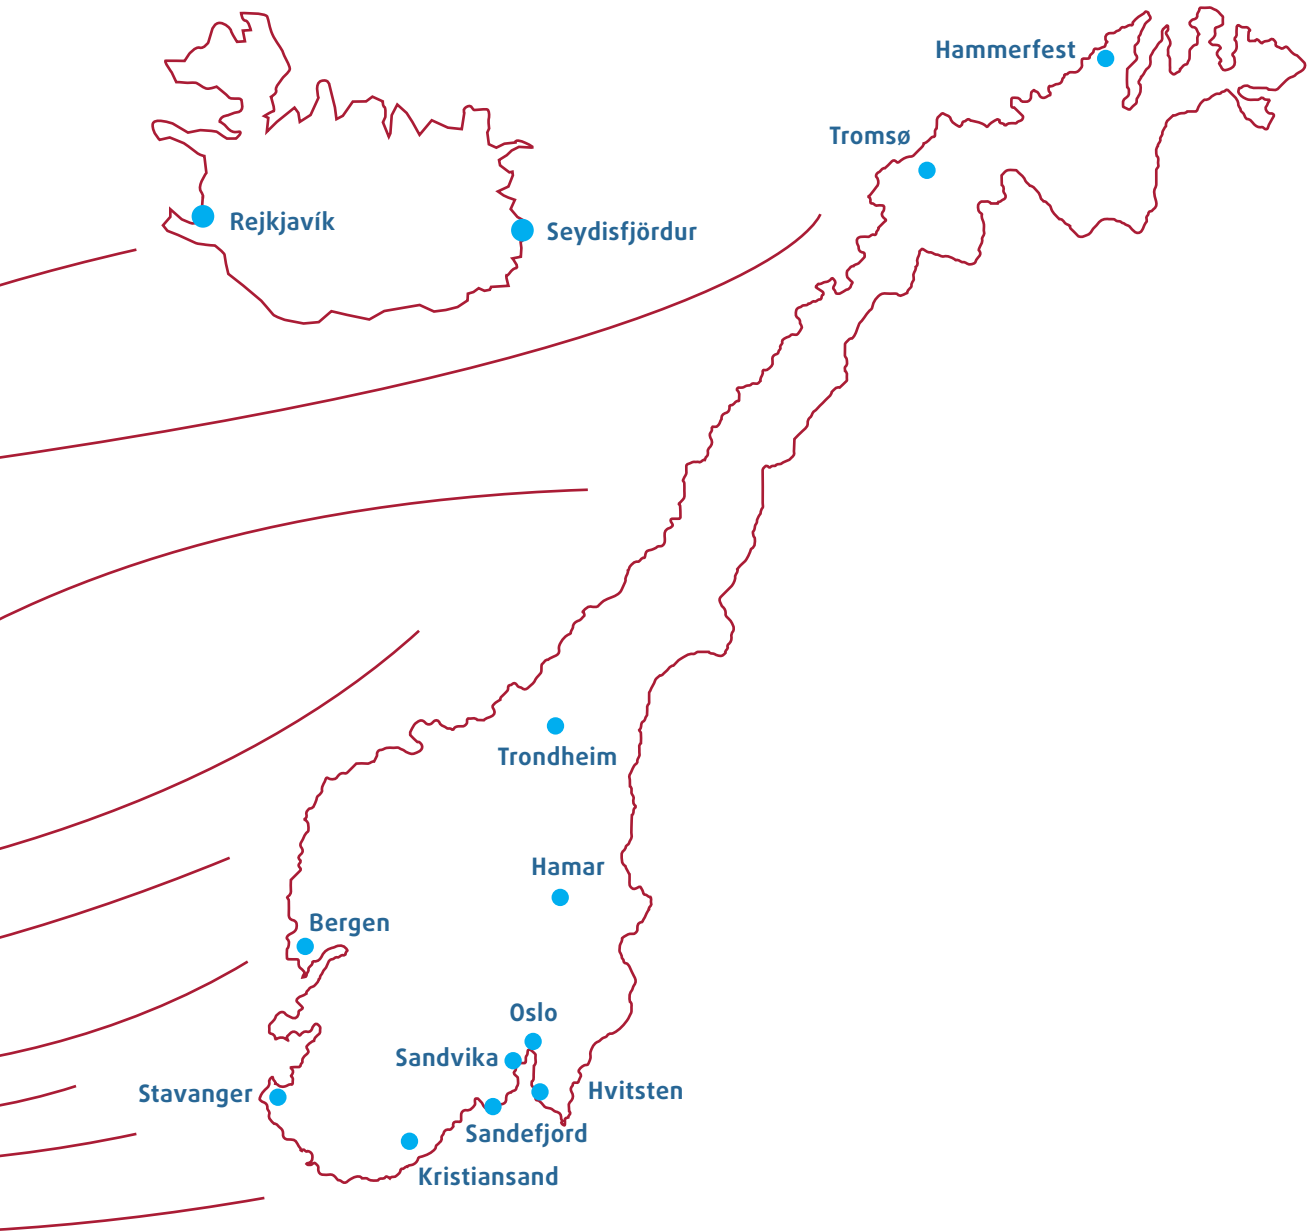 Hammerfest
Tromsø
Rejkjavík
Seydisfjördur
Trondheim
Hamar
Bergen
Oslo
Sandvika
Stavanger
Hvitsten
Sandefjord
Kristiansand